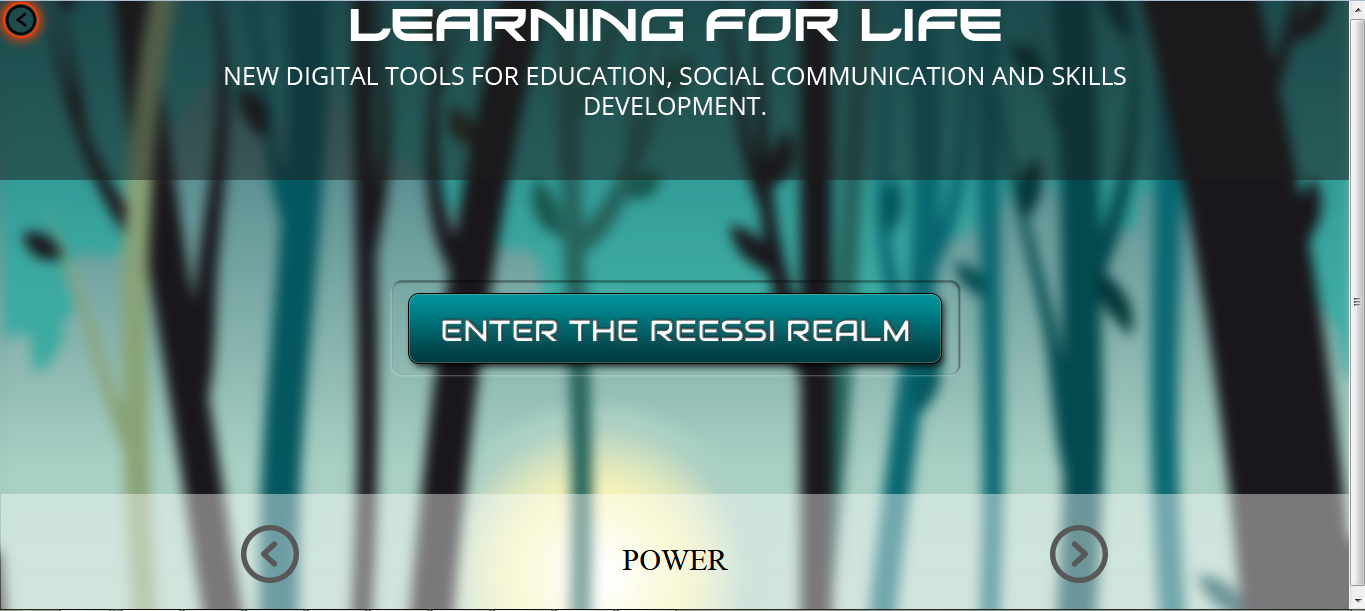 LEARNING FOR LIFE
NEW DIGITAL TOOLS FOR EDUCATION, SOCIAL COMMUNICATION AND SKILLS
DEVELOPMENT.
ENTER THE REESSI REALM
POWER